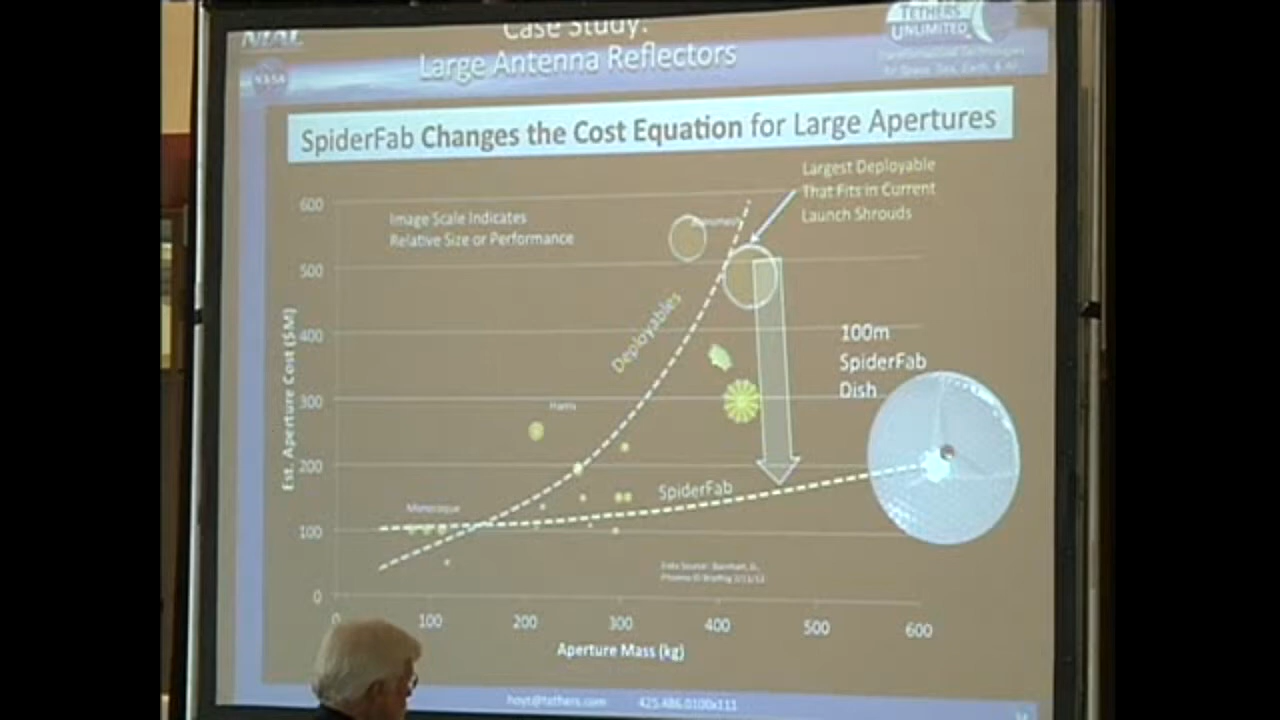 NIAC
Case Study:
Large Antenna Reflectors
TETHERS
UNLIMITED
NASA
SpiderFab Changes the Cost Equation for Large Apertures
Largest Deployable
That Fits in Current
Launch Shrouds
Image Scale Indicates
Relative Size or Performance
Deployables
100m
SpiderFab
Dish
Harris
SpiderFab
Monocoque
600
500
400
300
200
100
0
Est. Aperture Cost ($M)
0
100
200
300
400
500
600
Aperture Mass (kg)
hoyt@tethers.com 425.486.0100x111